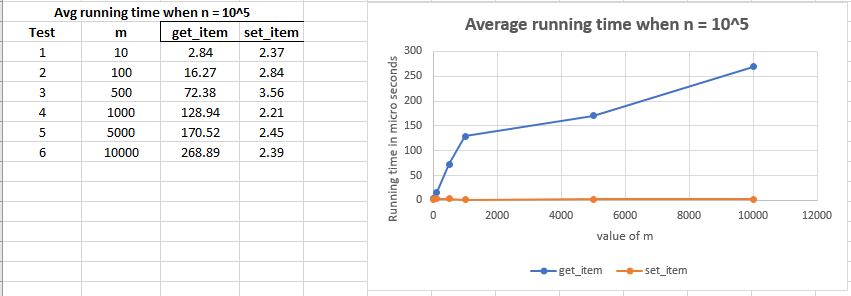 Avg running time when n = 10^5
Test m get_item set_item
1 10 2.84 2.37
2 100 16.27 2.84
3 500 72.38 3.56
4 1000 128.94 2.21
5 5000 170.52 2.45
6 10000 268.89 2.39
Average running time when n = 10^5
Running time in micro seconds
300
250
200
150
100
50
0
0 2000 4000 6000 8000 10000 12000
value of m
get_item set_item